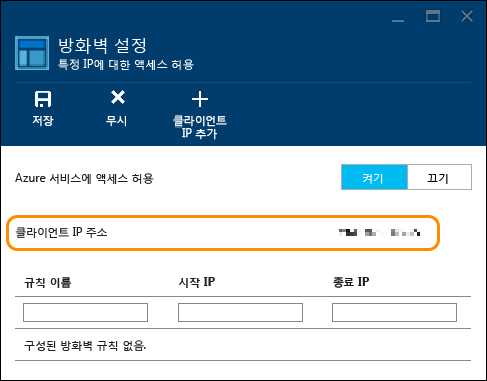 방화벽 설정
특정 IP에 대한 액세스 허용
저장
무시
클라이언트
IP 추가
Azure 서비스에 액세스 허용
켜기
끄기
클라이언트 IP 주소
규칙 이름
시작 IP
종료 IP
구성된 방화벽 규칙 없음.